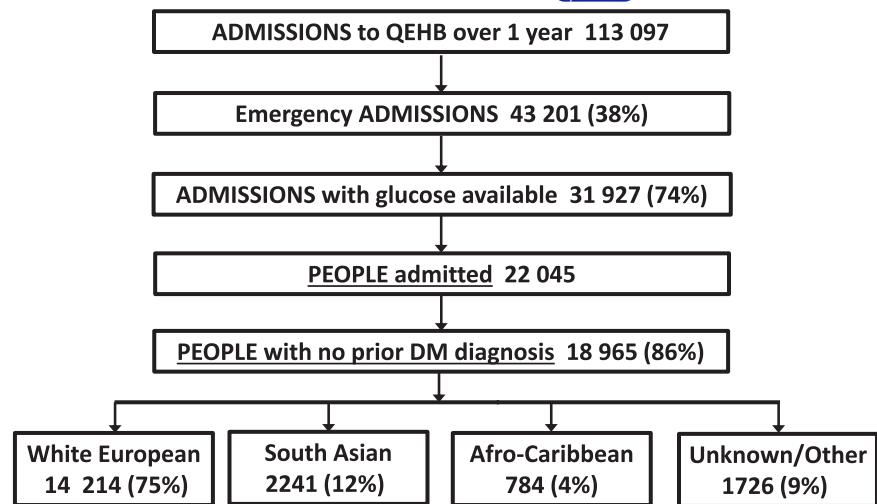 ADMISSIONS to QEHB over 1 year 113 097
Emergency ADMISSIONS 43 201 (38%)
ADMISSIONS with glucose available 31 927 (74%)
PEOPLE admitted 22 045
PEOPLE with no prior DM diagnosis 18 965 (86%)
White European
14 214 (75%)
South Asian
2241 (12%)
Afro-Caribbean
784 (4%)
Unknown/Other
1726 (9%)